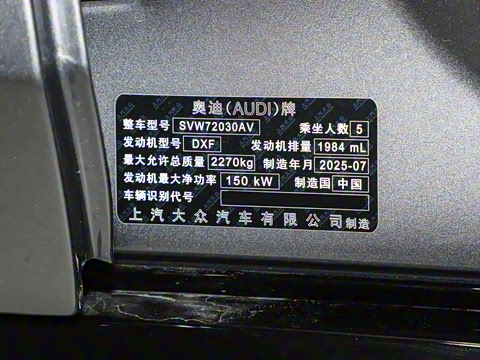 奥迪(AUDI)牌
整车型号 SVW72030AV 乘坐人数 5
发动机型号 DXF 发动机排量 1984 mL
最大允许总质量 2270kg 制造年月 2025-07
发动机最大净功率 150 kW 制造国 中国
车辆识别代号
上汽大众汽车有限公司 制造